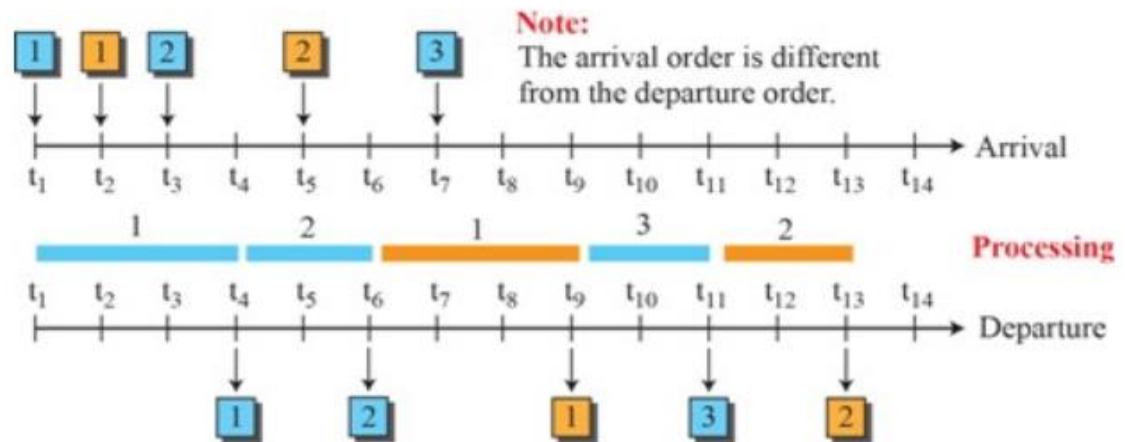 Note:
1 1 2 2 3
The arrival order is different
from the departure order.
Arrival
t1 t2 t3 t4 t5 t6 t7 t8 t9 t10 t11 t12 t13 t14
1 2 1 3 2
Processing
t1 t2 t3 t4 t5 t6 t7 t8 t9 t10 t11 t12 t13 t14
Departure
1 2 1 3 2